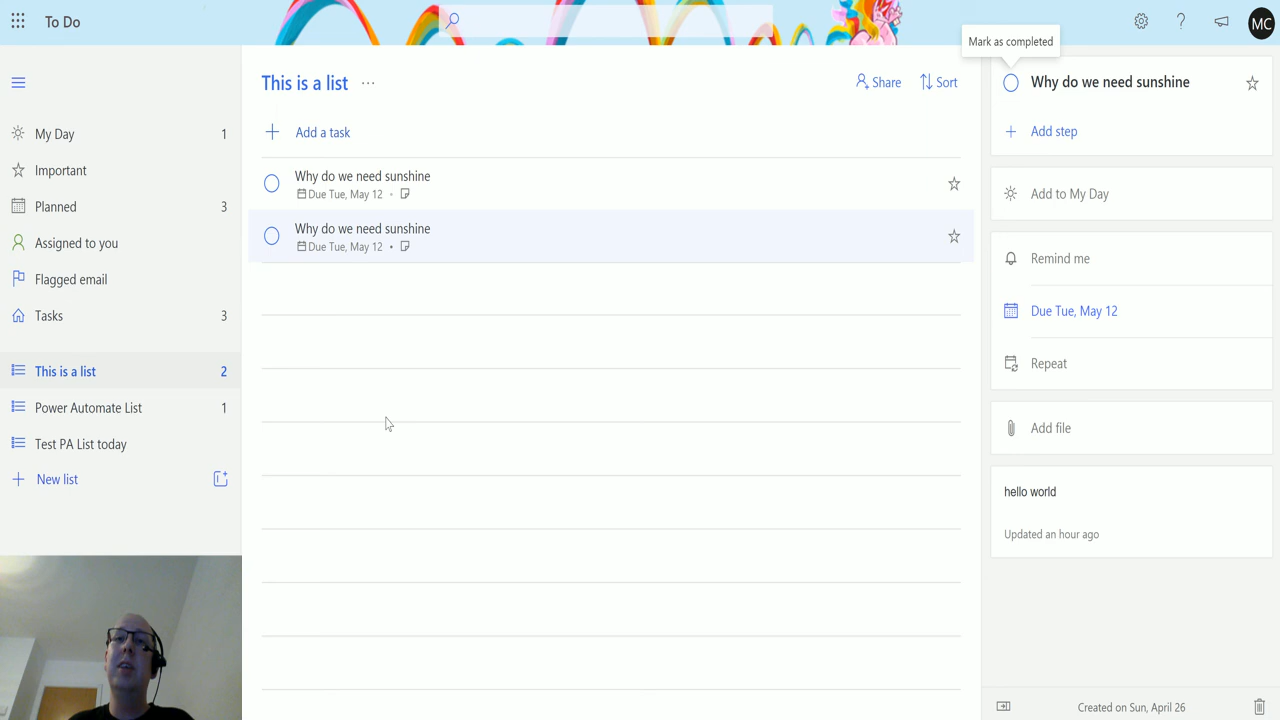 To Do
MC
Mark as completed
My Day 1
Important
Planned 3
Assigned to you
Flagged email
Tasks 3
This is a list 2
Power Automate List 1
Test PA List today
New list
This is a list ...
Share
Sort
Add a task
Why do we need sunshine
Due Tue, May 12 •
Why do we need sunshine
Due Tue, May 12 •
Why do we need sunshine
Add step
Add to My Day
Remind me
Due Tue, May 12
Repeat
Add file
hello world
Updated an hour ago
Created on Sun, April 26